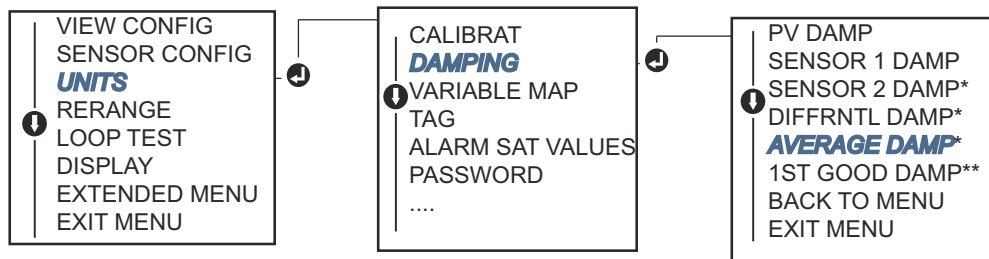 VIEW CONFIG
SENSOR CONFIG
UNITS
RERANGE
LOOP TEST
DISPLAY
EXTENDED MENU
EXIT MENU
CALIBRAT
DAMPING
VARIABLE MAP
TAG
ALARM SAT VALUES
PASSWORD
....
PV DAMP
SENSOR 1 DAMP
SENSOR 2 DAMP*
DIFFRNTL DAMP*
AVERAGE DAMP*
1ST GOOD DAMP**
BACK TO MENU
EXIT MENU